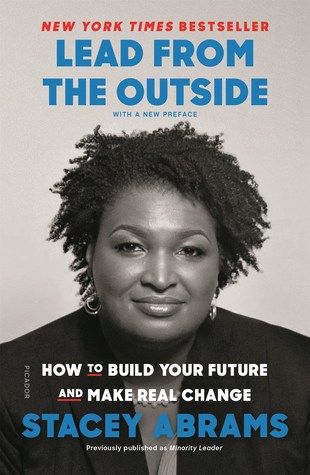 NEW YORK TIMES BESTSELLER
LEAD FROM
THE OUTSIDE
WITH A NEW PREFACE
PICADOR
HOW TO BUILD YOUR FUTURE
AND MAKE REAL CHANGE
STACEY ABRAMS
Previously published as Minority Leader